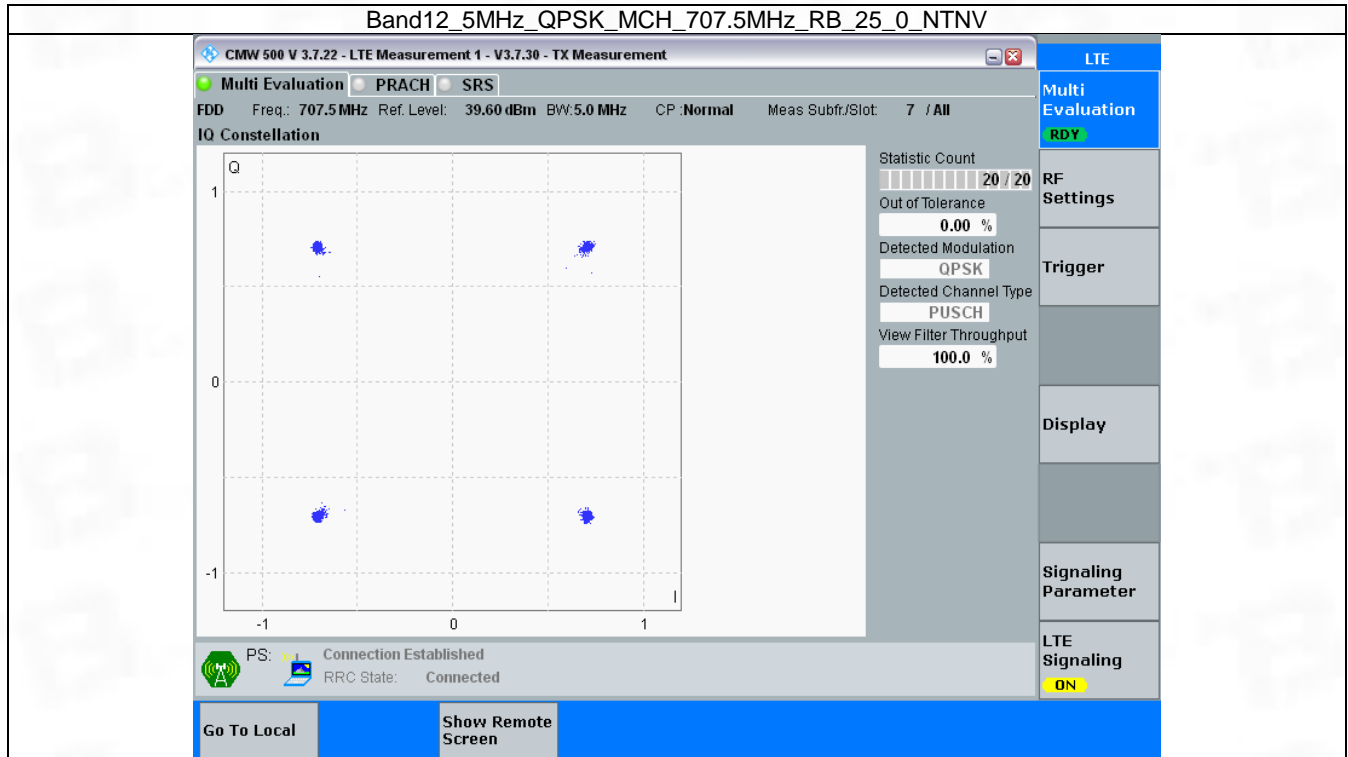 Band12_5MHz_QPSK_MCH_707.5MHz_RB_25_0_NTNV
CMW 500 V 3.7.22 - LTE Measurement 1 - V3.7.30 - TX Measurement
LTE
Multi Evaluation PRACH SRS
Multi
Evaluation
RDY
FDD Freq.: 707.5 MHz Ref. Level: 39.60 dBm BW: 5.0 MHz CP :Normal Meas Subfr./Slot: 7 / All
IQ Constellation
Q
1
0
-1
I
-1 0 1
Statistic Count
20 / 20
Out of Tolerance
0.00 %
Detected Modulation
QPSK
Detected Channel Type
PUSCH
View Filter Throughput
100.0 %
RF
Settings
Trigger
Display
Signaling
Parameter
LTE
Signaling
ON
PS: Connection Established
RRC State: Connected
Go To Local
Show Remote
Screen